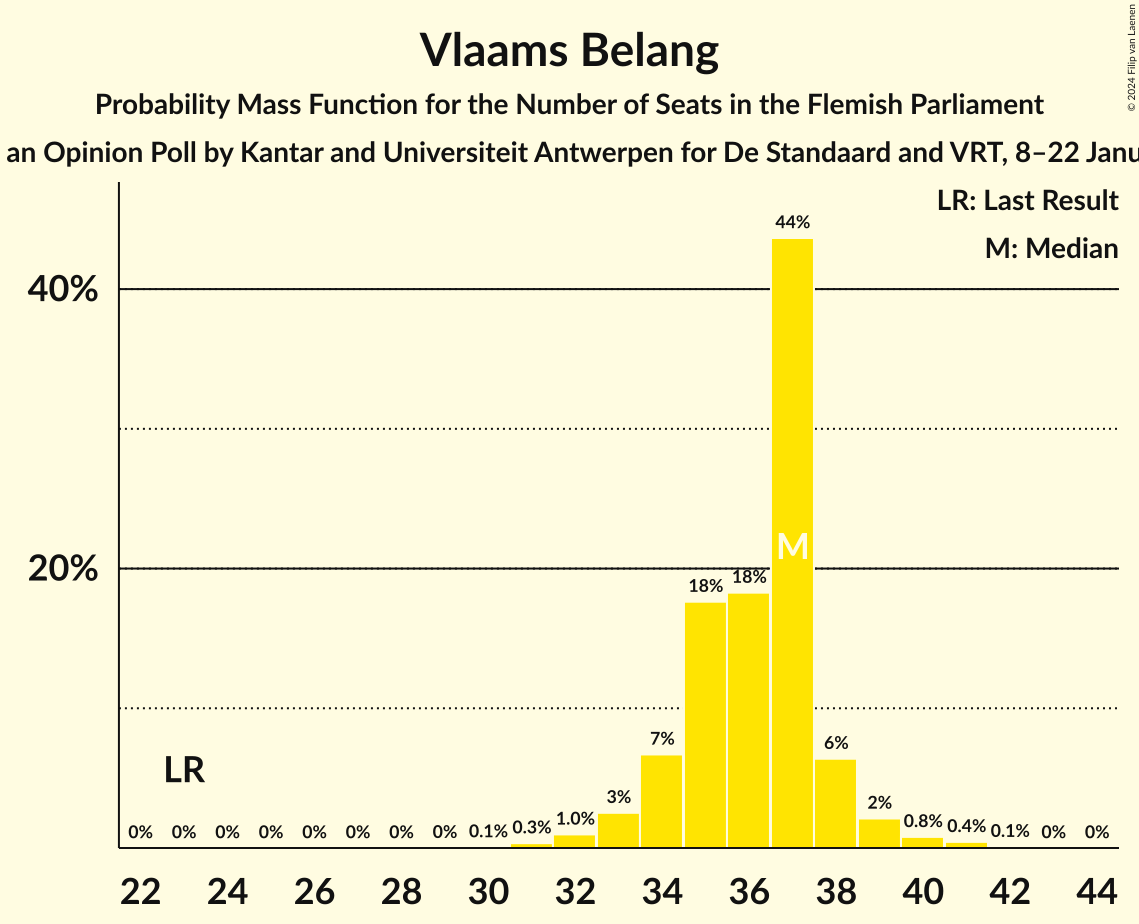 © 2024 Filip van Laenen
Vlaams Belang
Probability Mass Function for the Number of Seats in the Flemish Parliament
an Opinion Poll by Kantar and Universiteit Antwerpen for De Standaard and VRT, 8–22 Janu
LR: Last Result
M: Median
44%
40%
M
20%
18% 18%
7% 6%
LR
3% 2%
0% 0% 0% 0% 0% 0% 0% 0% 0.1% 0.3% 1.0% 0.8% 0.4% 0.1% 0% 0%
22 24 26 28 30 32 34 36 38 40 42 44